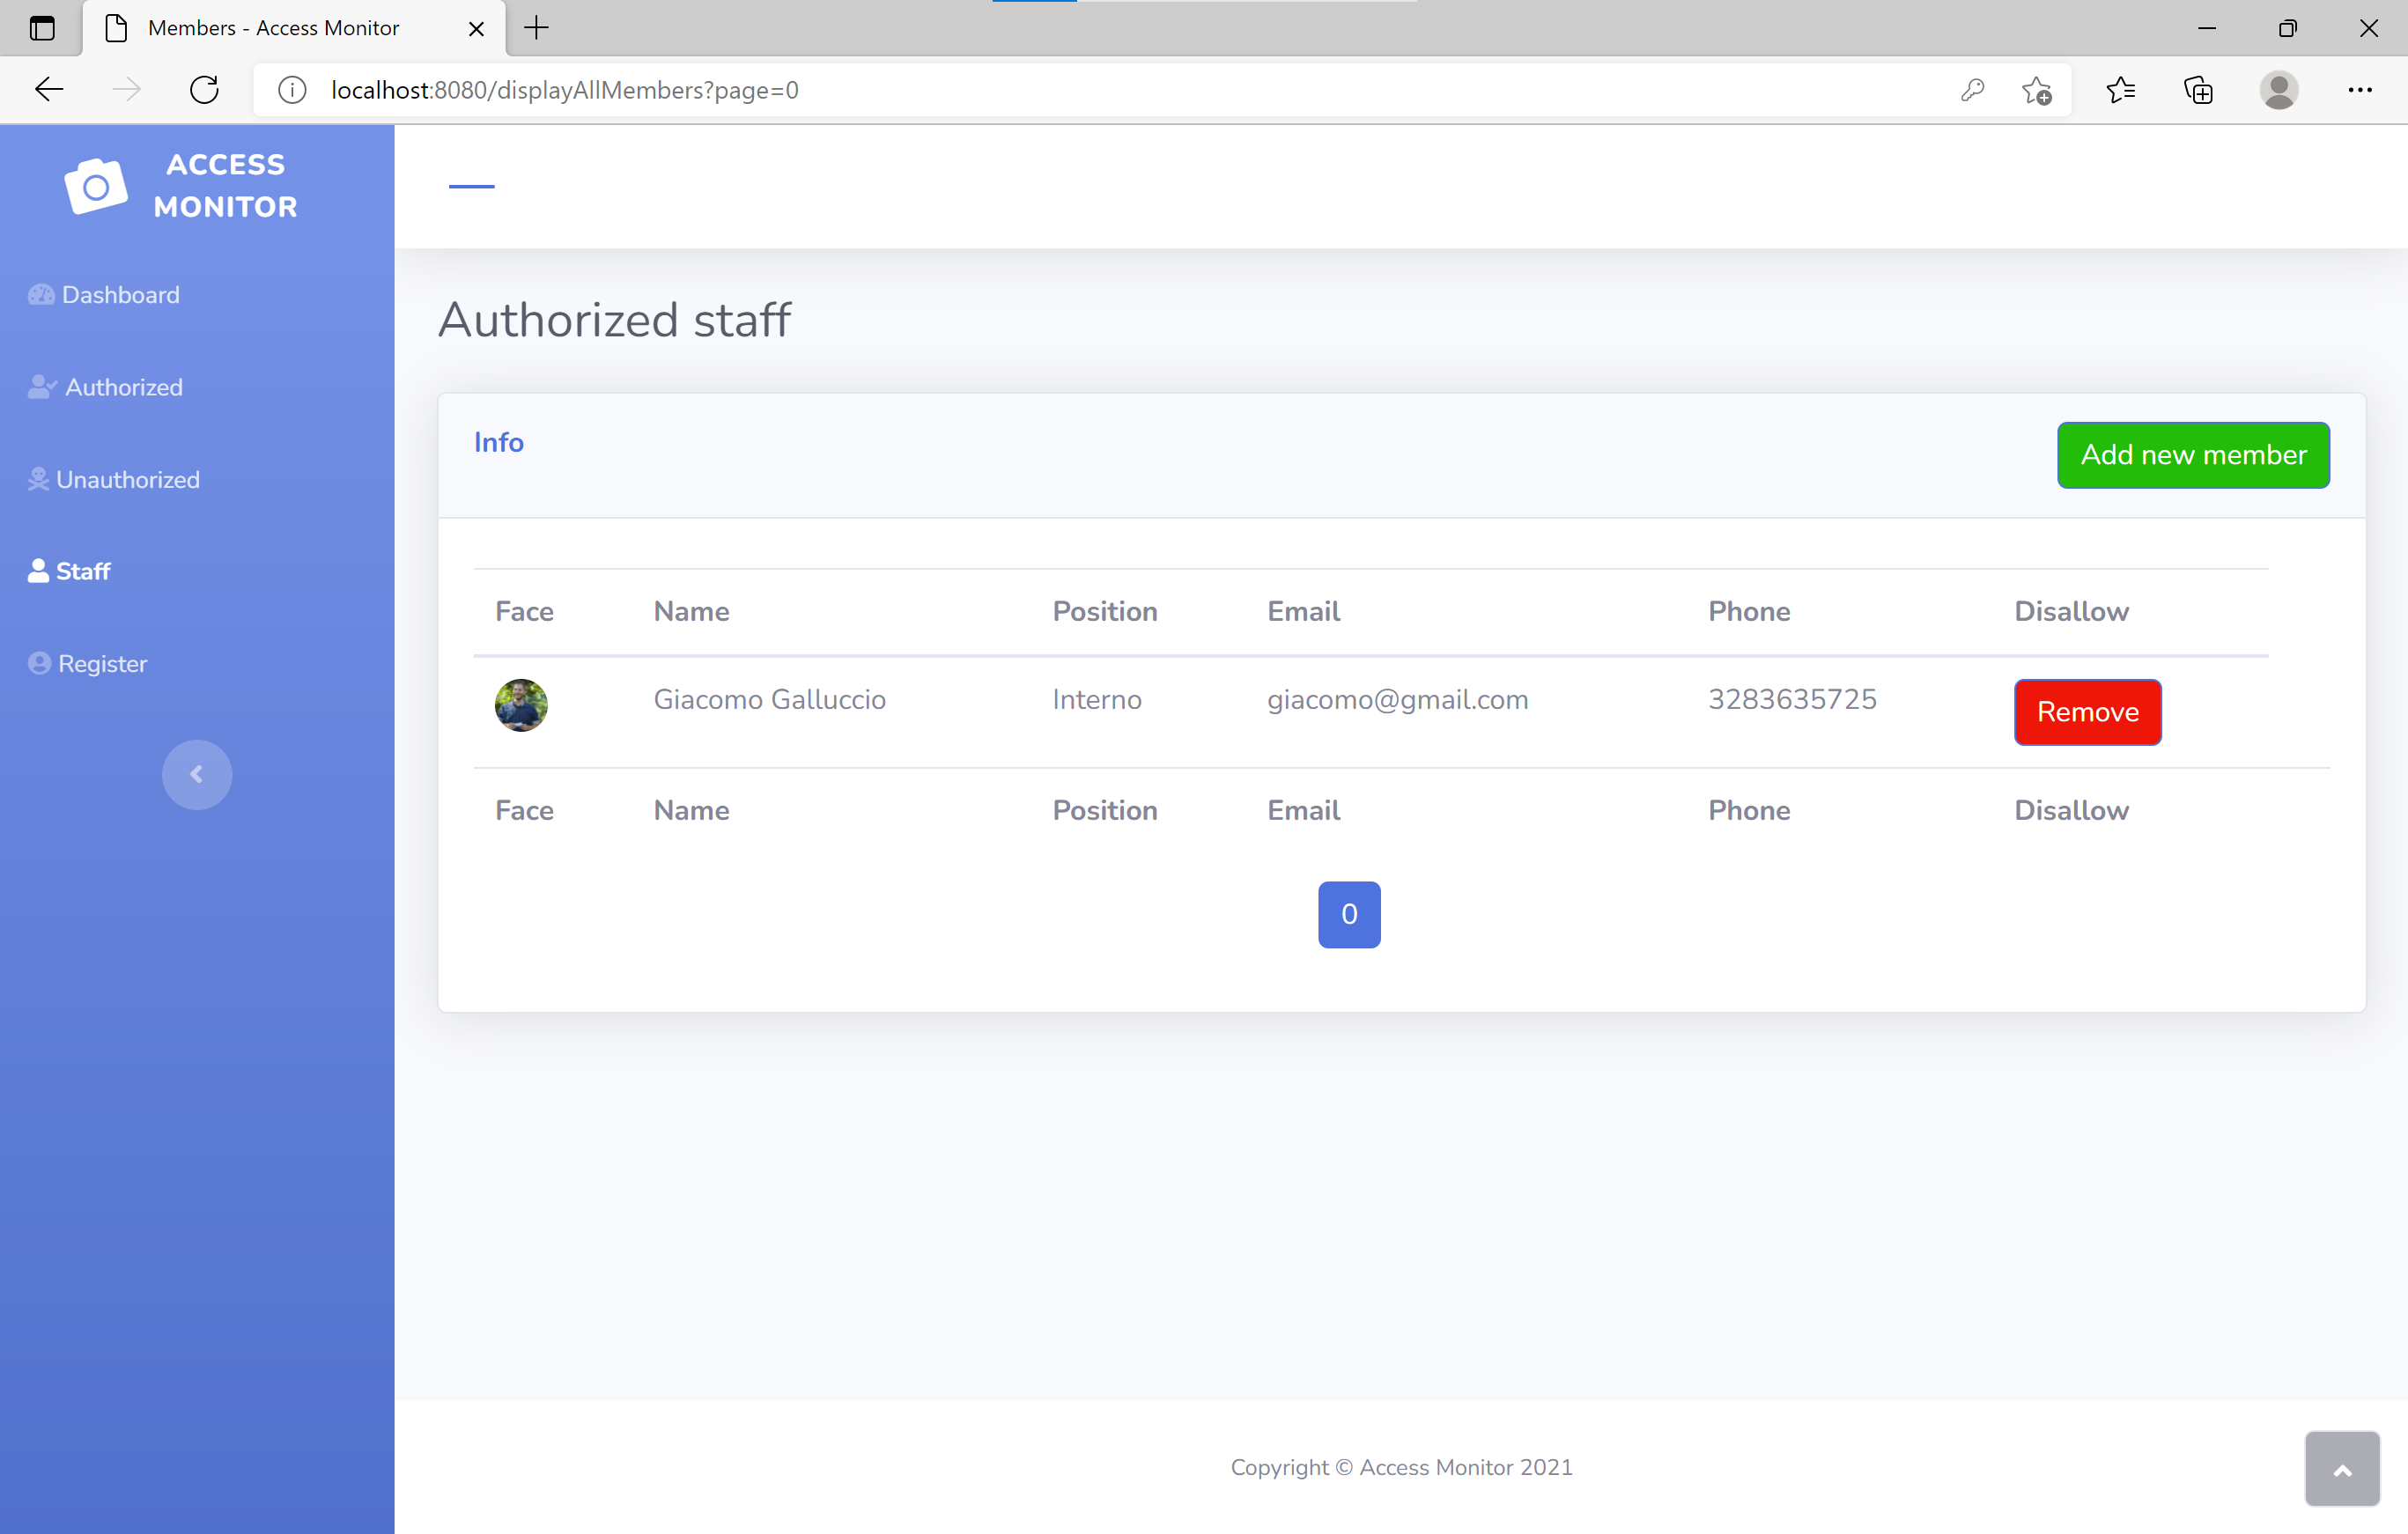 Members - Access Monitor
localhost:8080/displayAllMembers?page=0
ACCESS
MONITOR
Dashboard
Authorized
Unauthorized
Staff
Register
Authorized staff
Info
Add new member
Face Name Position Email Phone Disallow
Giacomo Galluccio Interno giacomo@gmail.com 3283635725 Remove
Face Name Position Email Phone Disallow
0
Copyright © Access Monitor 2021